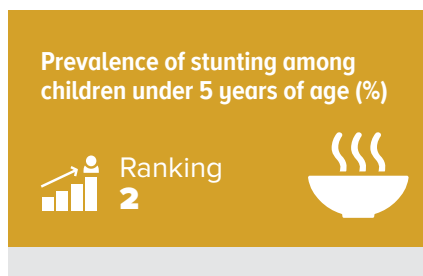 Prevalence of stunting among
children under 5 years of age (%)
Ranking
2